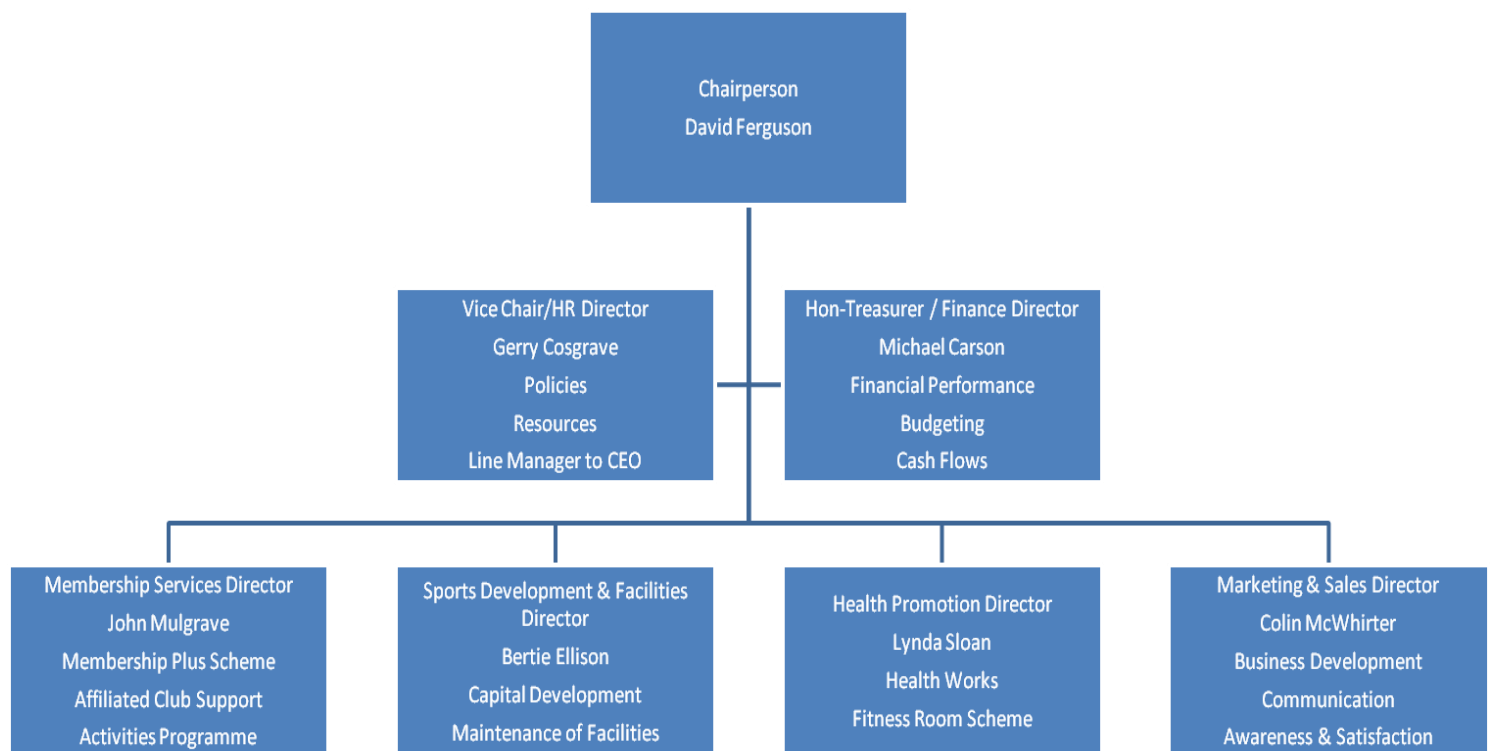 Chairperson
David Ferguson
Vice Chair/HR Director
Gerry Cosgrave
Policies
Resources
Line Manager to CEO
Hon-Treasurer / Finance Director
Michael Carson
Financial Performance
Budgeting
Cash Flows
Membership Services Director
John Mulgrave
Membership Plus Scheme
Affiliated Club Support
Activities Programme
Sports Development & Facilities
Director
Bertie Ellison
Capital Development
Maintenance of Facilities
Health Promotion Director
Lynda Sloan
Health Works
Fitness Room Scheme
Marketing & Sales Director
Colin McWhirter
Business Development
Communication
Awareness & Satisfaction